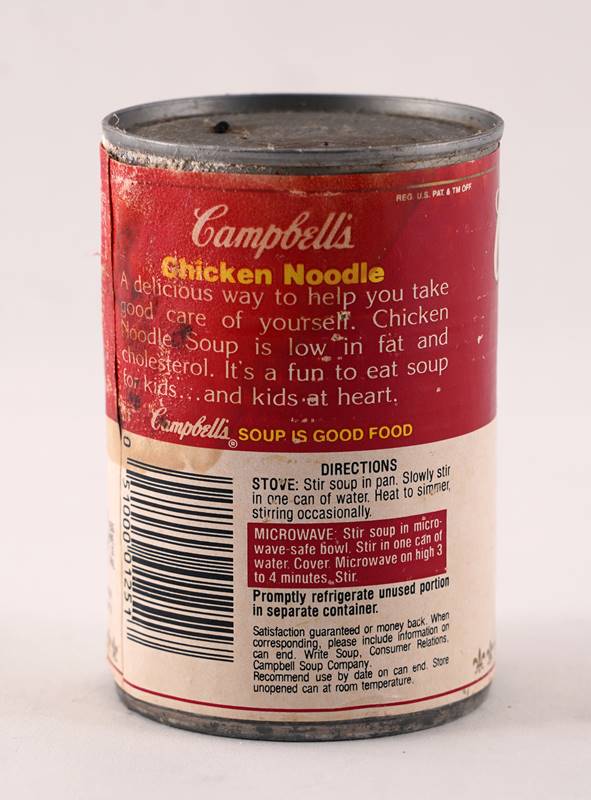 REG. U.S. PAT. & TM OFF.
Campbell's
Chicken Noodle
A delicious way to help you take
good care of yourself. Chicken
Noodle Soup is low in fat and
cholesterol. It's a fun to eat soup
for kids...and kids at heart.
Campbell's® SOUP IS GOOD FOOD
DIRECTIONS
STOVE: Stir soup in pan. Slowly stir
in one can of water. Heat to simmer,
stirring occasionally.
MICROWAVE: Stir soup in micro-
wave-safe bowl. Stir in one can of
water. Cover. Microwave on high 3
to 4 minutes. Stir.
Promptly refrigerate unused portion
in separate container.
Satisfaction guaranteed or money back. When
corresponding, please include information on
can end. Write Soup, Consumer Relations,
Campbell Soup Company.
Recommend use by date on can end. Store
unopened can at room temperature.
0 51000 01251